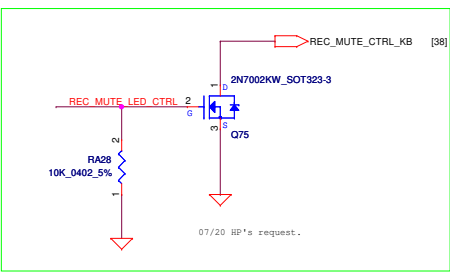 REC_MUTE_CTRL_KB [38]
1
D
2N7002KW_SOT323-3
REC_MUTE_LED_CTRL 2
G
S
3
Q75
2
RA28
10K_0402_5%
1
07/20 HP's request.